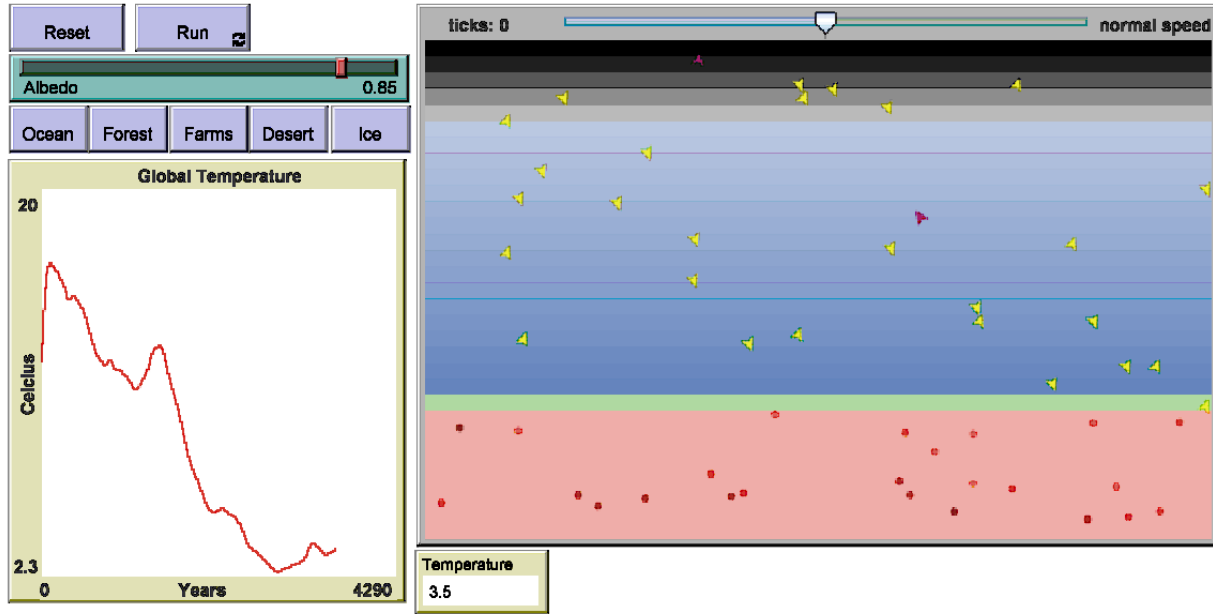 Reset
Run
Albedo
0.85
Ocean
Forest
Farms
Desert
Ice
Global Temperature
20
Celcius
2.3
0
Years
4290
ticks: 0
normal speed
Temperature
3.5